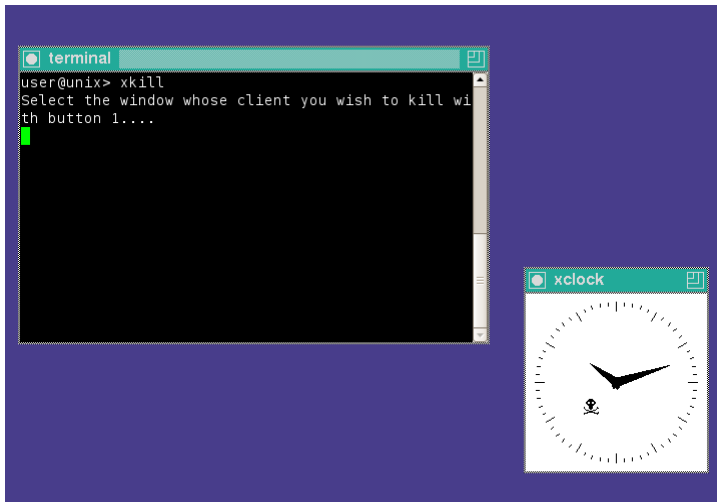 terminal
user@unix> xkill
Select the window whose client you wish to kill wi
th button 1....
xclock